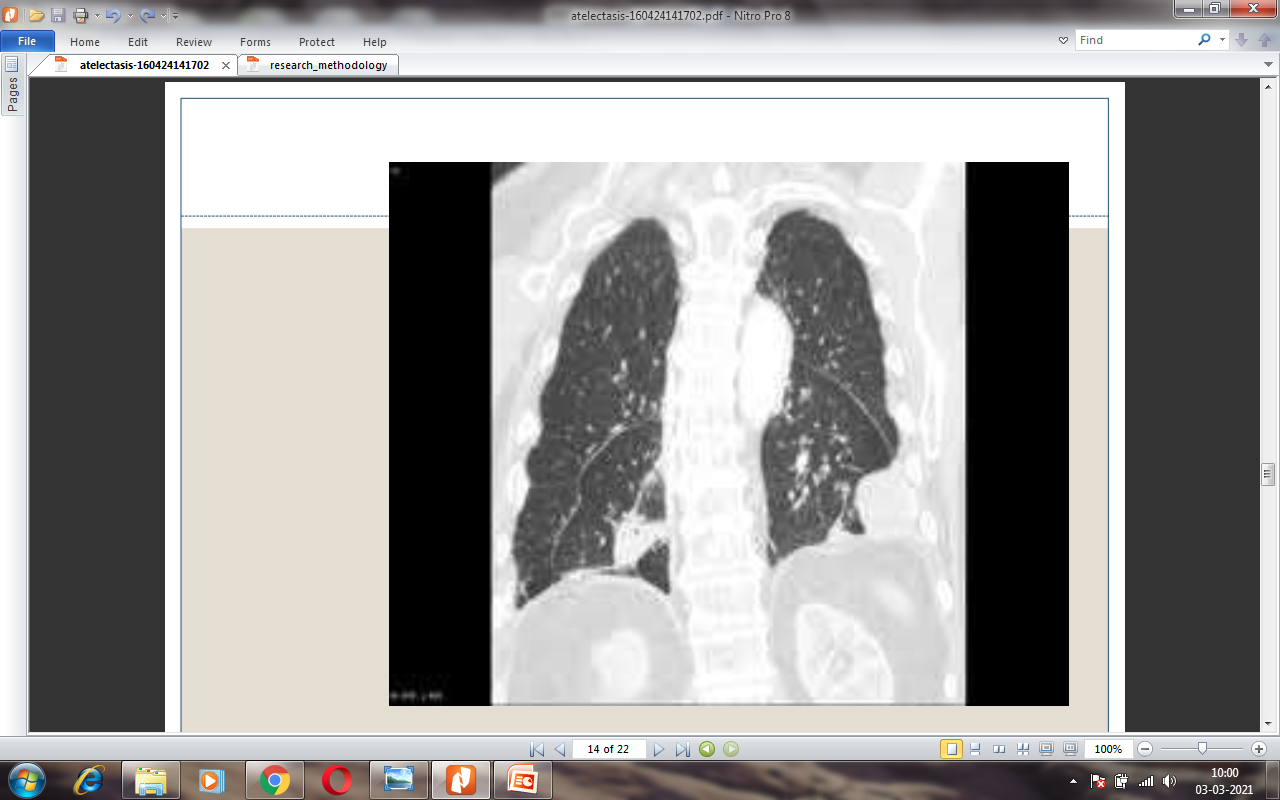 atelectasis-160424141702.pdf - Nitro Pro 8
File Home Edit Review Forms Protect Help Find
atelectasis-160424141702 research_methodology
Pages
14 of 22 100%
10:00
03-03-2021